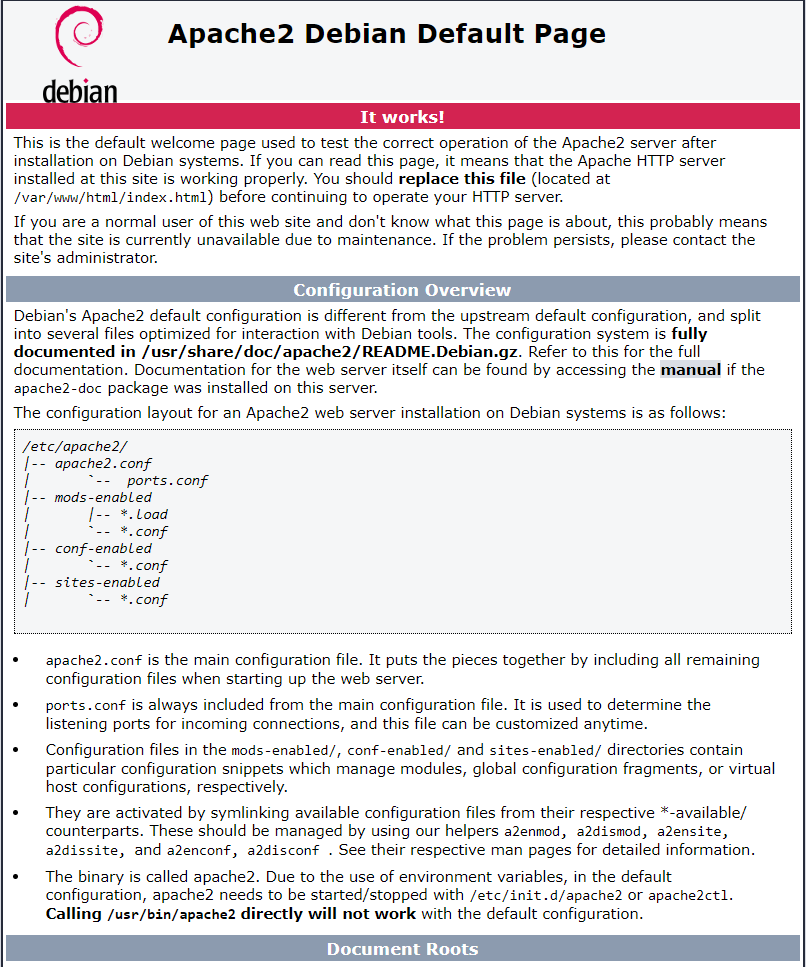 debian
Apache2 Debian Default Page
It works!
This is the default welcome page used to test the correct operation of the Apache2 server after
installation on Debian systems. If you can read this page, it means that the Apache HTTP server
installed at this site is working properly. You should replace this file (located at
/var/www/html/index.html) before continuing to operate your HTTP server.
If you are a normal user of this web site and don't know what this page is about, this probably means
that the site is currently unavailable due to maintenance. If the problem persists, please contact the
site's administrator.
Configuration Overview
Debian's Apache2 default configuration is different from the upstream default configuration, and split
into several files optimized for interaction with Debian tools. The configuration system is fully
documented in /usr/share/doc/apache2/README.Debian.gz. Refer to this for the full
documentation. Documentation for the web server itself can be found by accessing the manual if the
apache2-doc package was installed on this server.
The configuration layout for an Apache2 web server installation on Debian systems is as follows:
/etc/apache2/
|-- apache2.conf
|       `--  ports.conf
|-- mods-enabled
|       |-- *.load
|       `-- *.conf
|-- conf-enabled
|       `-- *.conf
|-- sites-enabled
|       `-- *.conf
• apache2.conf is the main configuration file. It puts the pieces together by including all remaining
configuration files when starting up the web server.
• ports.conf is always included from the main configuration file. It is used to determine the
listening ports for incoming connections, and this file can be customized anytime.
• Configuration files in the mods-enabled/, conf-enabled/ and sites-enabled/ directories contain
particular configuration snippets which manage modules, global configuration fragments, or virtual
host configurations, respectively.
• They are activated by symlinking available configuration files from their respective *-available/
counterparts. These should be managed by using our helpers a2enmod, a2dismod, a2ensite,
a2dissite, and a2enconf, a2disconf . See their respective man pages for detailed information.
• The binary is called apache2. Due to the use of environment variables, in the default
configuration, apache2 needs to be started/stopped with /etc/init.d/apache2 or apache2ctl.
Calling /usr/bin/apache2 directly will not work with the default configuration.
Document Roots